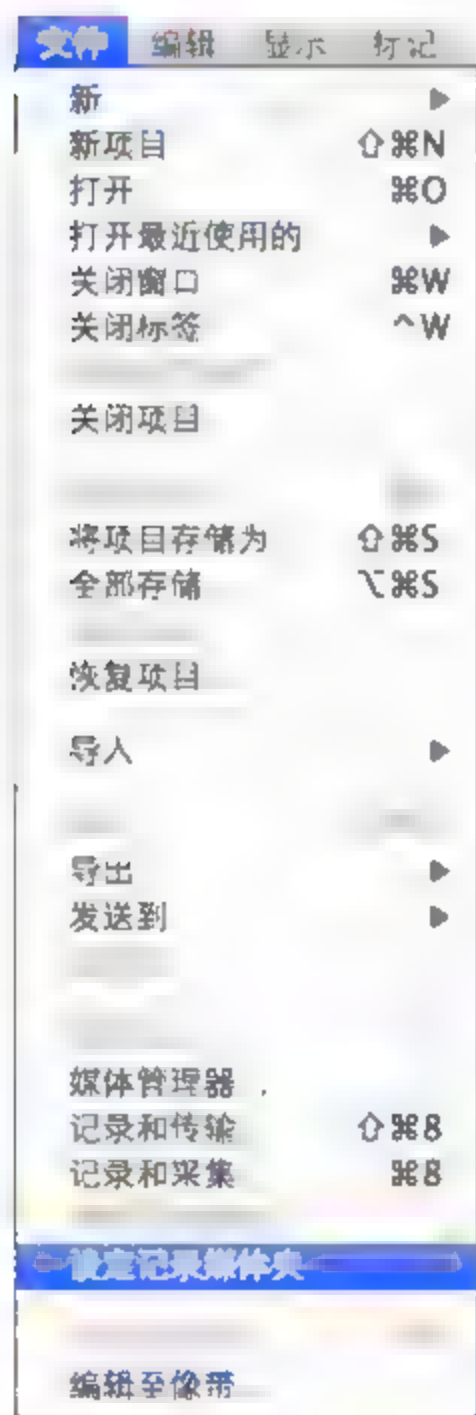 文件 编辑 显示 标记
新
新项目 ⇧⌘N
打开 ⌘O
打开最近使用的
关闭窗口 ⌘W
关闭标签 ^W
关闭项目
将项目存储为 ⇧⌘S
全部存储 ⌥⌘S
恢复项目
导入
导出
发送到
媒体管理器
记录和传输 ⇧⌘8
记录和采集 ⌘8
设定记录媒体夹
编辑至像带